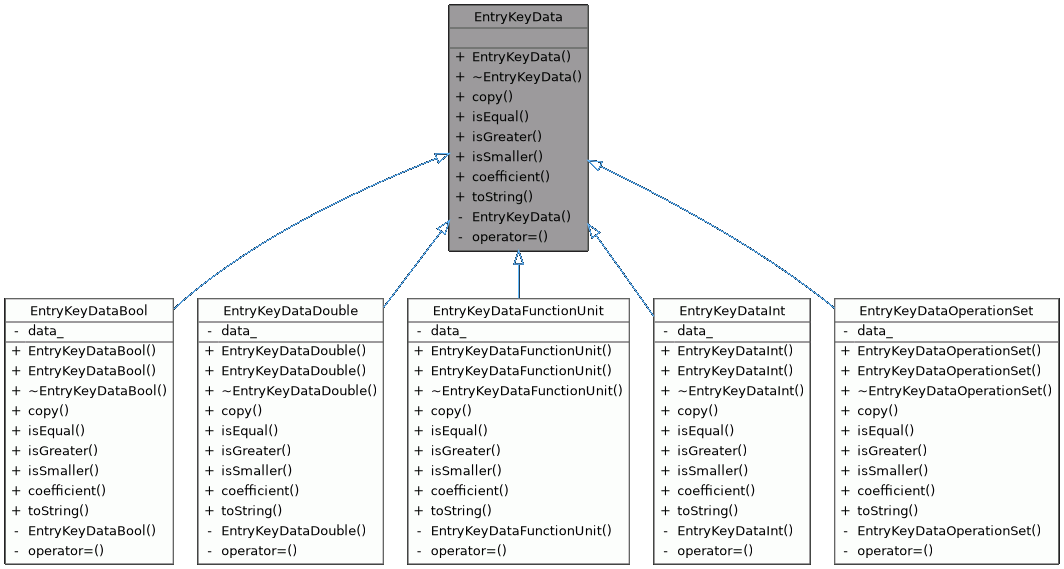 EntryKeyData
+ EntryKeyData()
+ ~EntryKeyData()
+ copy()
+ isEqual()
+ isGreater()
+ isSmaller()
+ coefficient()
+ toString()
- EntryKeyData()
- operator=()
EntryKeyDataBool
- data_
+ EntryKeyDataBool()
+ EntryKeyDataBool()
+ ~EntryKeyDataBool()
+ copy()
+ isEqual()
+ isGreater()
+ isSmaller()
+ coefficient()
+ toString()
- EntryKeyDataBool()
- operator=()
EntryKeyDataDouble
- data_
+ EntryKeyDataDouble()
+ EntryKeyDataDouble()
+ ~EntryKeyDataDouble()
+ copy()
+ isEqual()
+ isGreater()
+ isSmaller()
+ coefficient()
+ toString()
- EntryKeyDataDouble()
- operator=()
EntryKeyDataFunctionUnit
- data_
+ EntryKeyDataFunctionUnit()
+ EntryKeyDataFunctionUnit()
+ ~EntryKeyDataFunctionUnit()
+ copy()
+ isEqual()
+ isGreater()
+ isSmaller()
+ coefficient()
+ toString()
- EntryKeyDataFunctionUnit()
- operator=()
EntryKeyDataInt
- data_
+ EntryKeyDataInt()
+ EntryKeyDataInt()
+ ~EntryKeyDataInt()
+ copy()
+ isEqual()
+ isGreater()
+ isSmaller()
+ coefficient()
+ toString()
- EntryKeyDataInt()
- operator=()
EntryKeyDataOperationSet
- data_
+ EntryKeyDataOperationSet()
+ EntryKeyDataOperationSet()
+ ~EntryKeyDataOperationSet()
+ copy()
+ isEqual()
+ isGreater()
+ isSmaller()
+ coefficient()
+ toString()
- EntryKeyDataOperationSet()
- operator=()